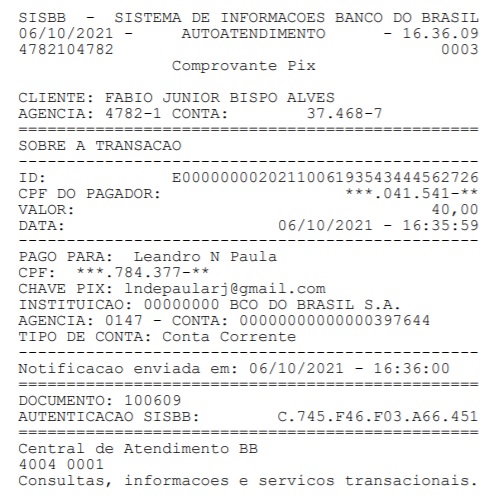 SISBB - SISTEMA DE INFORMACOES BANCO DO BRASIL
06/10/2021 - AUTOATENDIMENTO - 16.36.09
4782104782 0003
Comprovante Pix
CLIENTE: FABIO JUNIOR BISPO ALVES
AGENCIA: 4782-1 CONTA: 37.468-7
================================================
SOBRE A TRANSACAO
------------------------------------------------
ID: E00000000202110061935434445627​26
CPF DO PAGADOR: ***.041.541-**
VALOR: 40,00
DATA: 06/10/2021 - 16:35:59
------------------------------------------------
PAGO PARA: Leandro N Paula
CPF: ***.784.377-**
CHAVE PIX: lndepaularj@gmail.com
INSTITUICAO: 00000000 BCO DO BRASIL S.A.
AGENCIA: 0147 - CONTA: 00000000000000397644
TIPO DE CONTA: Conta Corrente
------------------------------------------------
Notificacao enviada em: 06/10/2021 - 16:36:00
================================================
DOCUMENTO: 100609
AUTENTICACAO SISBB: C.745.F46.F03.A66.451
================================================
Central de Atendimento BB
4004 0001
Consultas, informacoes e servicos transacionais.